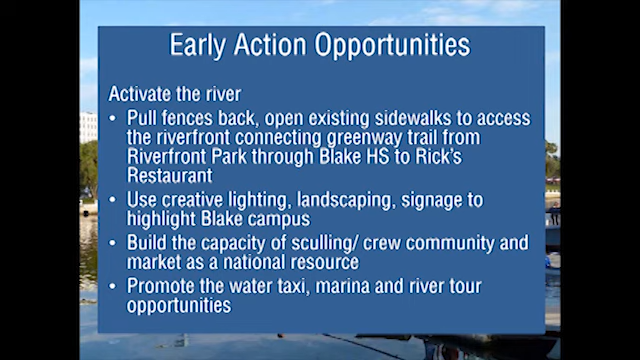 Early Action Opportunities
Activate the river
• Pull fences back, open existing sidewalks to access
the riverfront connecting greenway trail from
Riverfront Park through Blake HS to Rick's
Restaurant
• Use creative lighting, landscaping, signage to
highlight Blake campus
• Build the capacity of sculling/ crew community and
market as a national resource
• Promote the water taxi, marina and river tour
opportunities